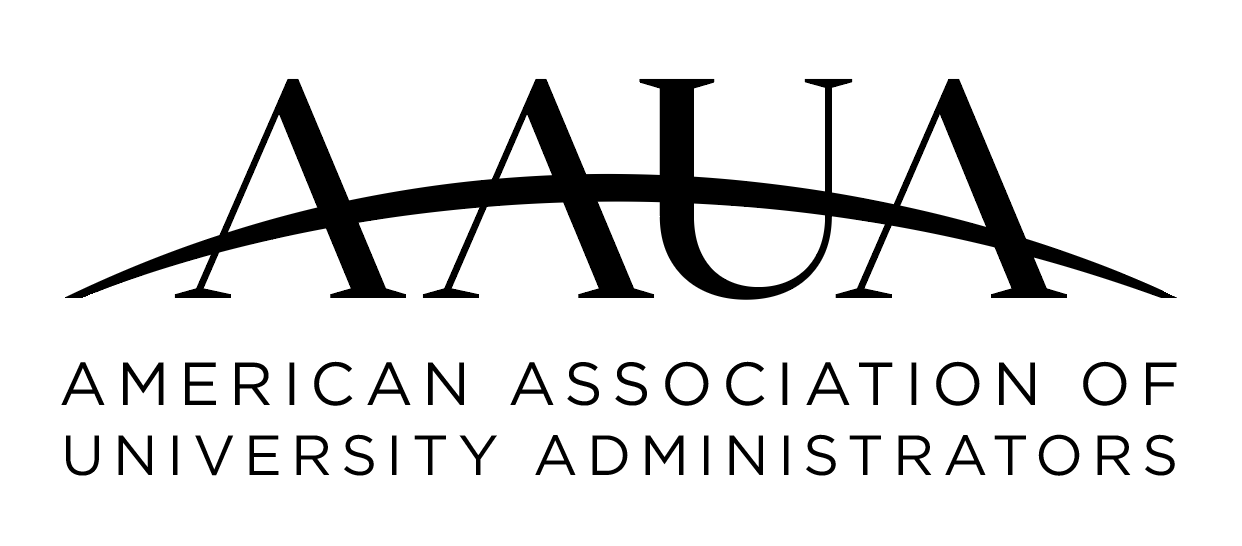 AAUA
AMERICAN ASSOCIATION OF
UNIVERSITY ADMINISTRATORS